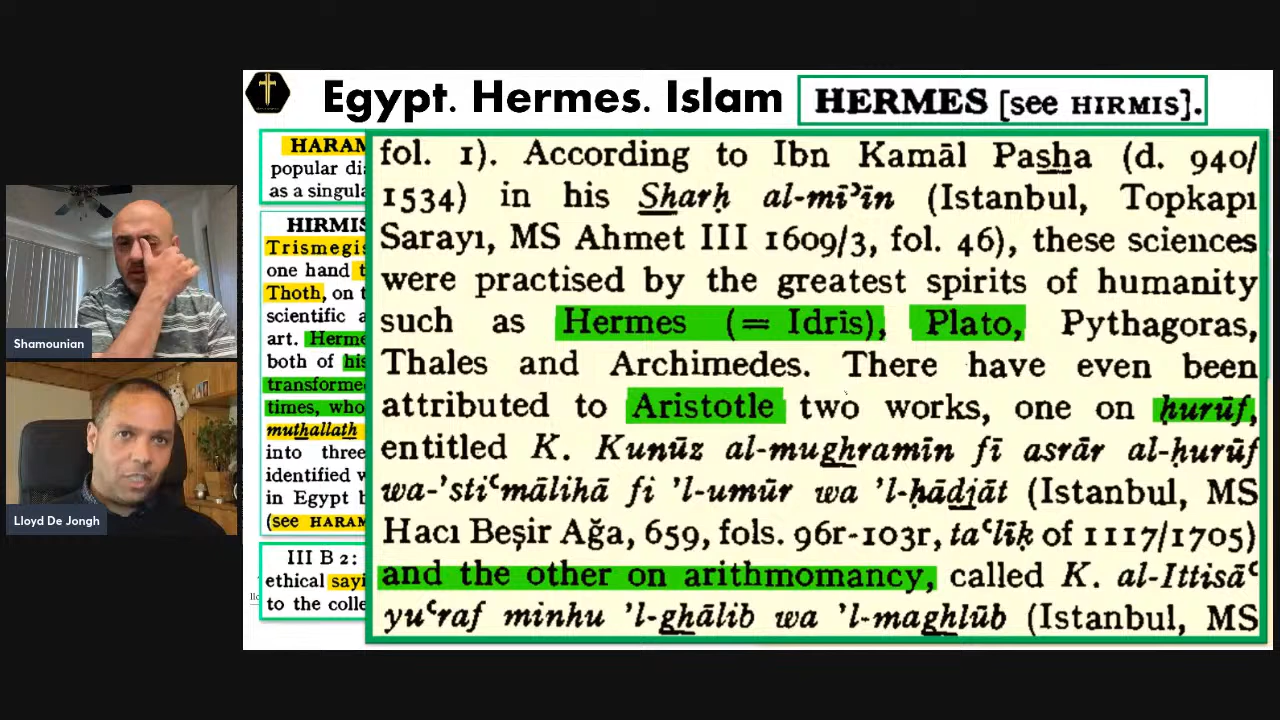 Egypt. Hermes. Islam
HERMES [see HIRMIS].
HARAM
popular
as a
HIRMIS
Trismegis
one hand
Thoth, on
scientific
art. Herme
both of his
transforme
times, who
muthallath
into three
identified
in Egypt
(see HARAM
III B 2:
ethical
to the
fol. 1). According to Ibn Kamāl Pasha (d. 940/
1534) in his Sharḥ al-miʾīn (Istanbul, Topkapı
Sarayı, MS Ahmet III 1609/3, fol. 46), these sciences
were practised by the greatest spirits of humanity
such as Hermes (= Idrīs), Plato, Pythagoras,
Thales and Archimedes. There have even been
attributed to Aristotle two works, one on ḥurūf,
entitled K. Kunūz al-mughramīn fī asrār al-ḥurūf
wa-ʾstiʿmālihā fi ʾl-umūr wa ʾl-ḥādjāt (Istanbul, MS
Hacı Beşir Ağa, 659, fols. 96r-103r, taʿlīḳ of 1117/1705)
and the other on arithmomancy, called K. al-Ittisāʿ
yuʿraf minhu ʾl-ghālib wa ʾl-maghlūb (Istanbul, MS
Shamounian
Lloyd De Jongh